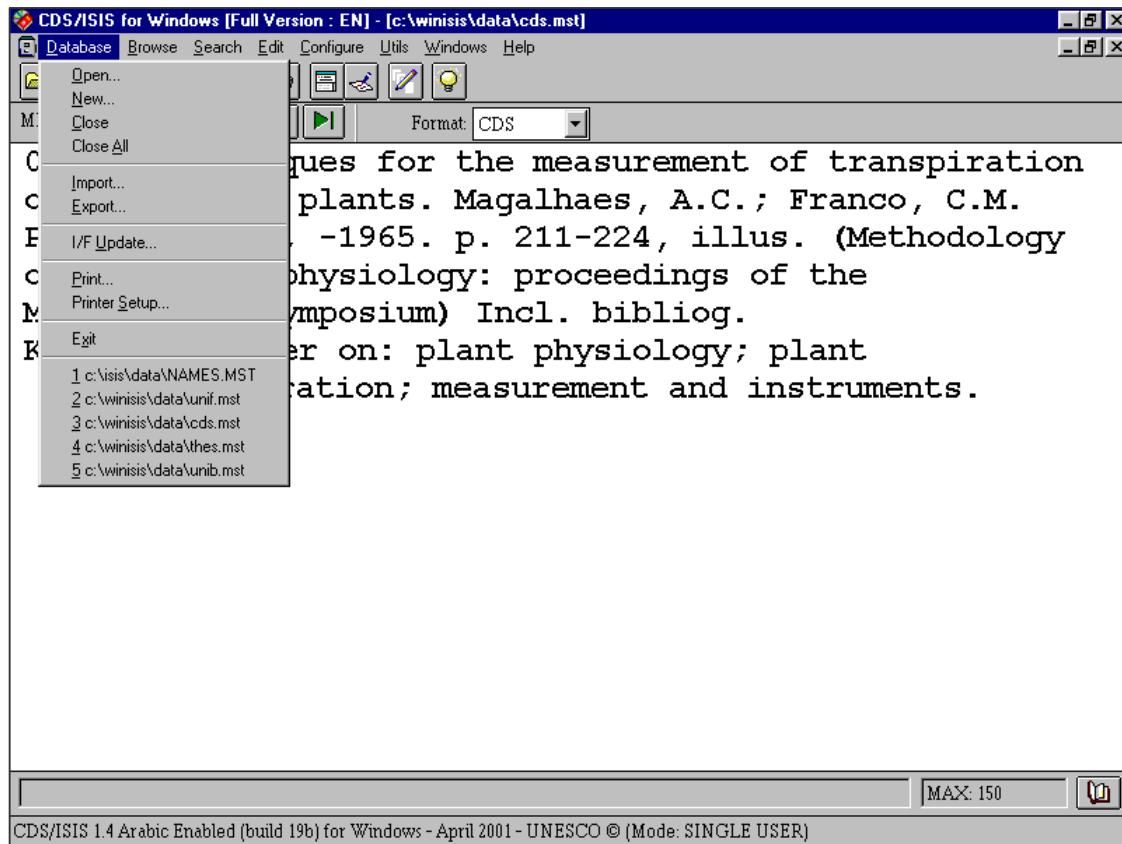 CDS/ISIS for Windows [Full Version : EN] - [c:\winisis\data\cds.mst]
Database Browse Search Edit Configure Utils Windows Help
Open...
New...
Close
Close All
Import...
Export...
I/F Update...
Print...
Printer Setup...
Exit
1 c:\isis\data\NAMES.MST
2 c:\winisis\data\unif.mst
3 c:\winisis\data\cds.mst
4 c:\winisis\data\thes.mst
5 c:\winisis\data\unib.mst
Format: CDS
for the measurement of transpiration
plants. Magalhaes, A.C.; Franco, C.M.
-1965. p. 211-224, illus. (Methodology
physiology: proceedings of the
Symposium) Incl. bibliog.
on: plant physiology; plant
measurement and instruments.
MAX: 150
CDS/ISIS 1.4 Arabic Enabled (build 19b) for Windows - April 2001 - UNESCO © (Mode: SINGLE USER)